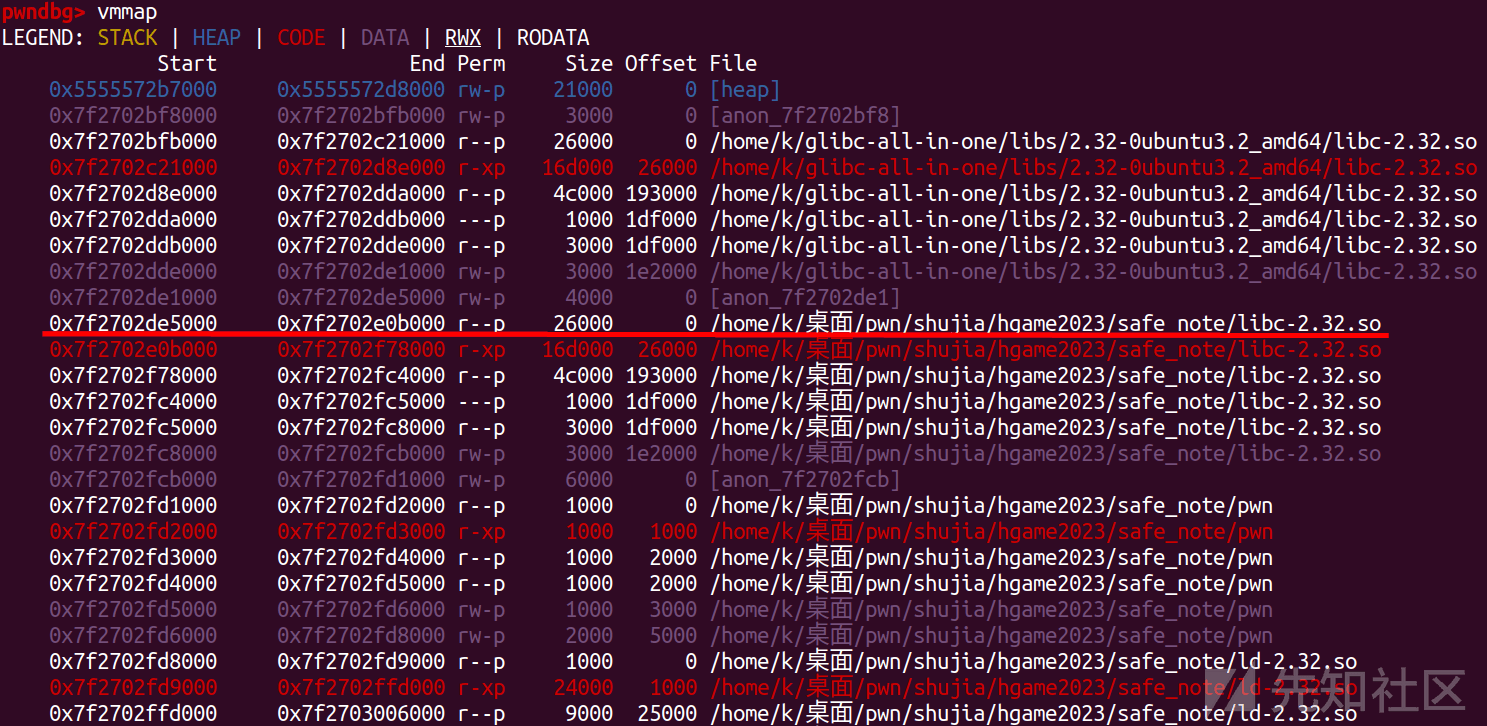 pwndbg> vmmap
LEGEND: STACK | HEAP | CODE | DATA | RWX | RODATA
Start End Perm Size Offset File
0x5555572b7000 0x5555572d8000 rw-p 21000 0 [heap]
0x7f2702bf8000 0x7f2702bfb000 rw-p 3000 0 [anon_7f2702bf8]
0x7f2702bfb000 0x7f2702c21000 r--p 26000 0 /home/k/glibc-all-in-one/libs/2.32-0ubuntu3.2_amd64/libc-2.32.so
0x7f2702c21000 0x7f2702d8e000 r-xp 16d000 26000 /home/k/glibc-all-in-one/libs/2.32-0ubuntu3.2_amd64/libc-2.32.so
0x7f2702d8e000 0x7f2702dda000 r--p 4c000 193000 /home/k/glibc-all-in-one/libs/2.32-0ubuntu3.2_amd64/libc-2.32.so
0x7f2702dda000 0x7f2702ddb000 ---p 1000 1df000 /home/k/glibc-all-in-one/libs/2.32-0ubuntu3.2_amd64/libc-2.32.so
0x7f2702ddb000 0x7f2702dde000 r--p 3000 1df000 /home/k/glibc-all-in-one/libs/2.32-0ubuntu3.2_amd64/libc-2.32.so
0x7f2702dde000 0x7f2702de1000 rw-p 3000 1e2000 /home/k/glibc-all-in-one/libs/2.32-0ubuntu3.2_amd64/libc-2.32.so
0x7f2702de1000 0x7f2702de5000 rw-p 4000 0 [anon_7f2702de1]
0x7f2702de5000 0x7f2702e0b000 r--p 26000 0 /home/k/桌面/pwn/shujia/hgame2023/safe_note/libc-2.32.so
0x7f2702e0b000 0x7f2702f78000 r-xp 16d000 26000 /home/k/桌面/pwn/shujia/hgame2023/safe_note/libc-2.32.so
0x7f2702f78000 0x7f2702fc4000 r--p 4c000 193000 /home/k/桌面/pwn/shujia/hgame2023/safe_note/libc-2.32.so
0x7f2702fc4000 0x7f2702fc5000 ---p 1000 1df000 /home/k/桌面/pwn/shujia/hgame2023/safe_note/libc-2.32.so
0x7f2702fc5000 0x7f2702fc8000 r--p 3000 1df000 /home/k/桌面/pwn/shujia/hgame2023/safe_note/libc-2.32.so
0x7f2702fc8000 0x7f2702fcb000 rw-p 3000 1e2000 /home/k/桌面/pwn/shujia/hgame2023/safe_note/libc-2.32.so
0x7f2702fcb000 0x7f2702fd1000 rw-p 6000 0 [anon_7f2702fcb]
0x7f2702fd1000 0x7f2702fd2000 r--p 1000 0 /home/k/桌面/pwn/shujia/hgame2023/safe_note/pwn
0x7f2702fd2000 0x7f2702fd3000 r-xp 1000 1000 /home/k/桌面/pwn/shujia/hgame2023/safe_note/pwn
0x7f2702fd3000 0x7f2702fd4000 r--p 1000 2000 /home/k/桌面/pwn/shujia/hgame2023/safe_note/pwn
0x7f2702fd4000 0x7f2702fd5000 r--p 1000 2000 /home/k/桌面/pwn/shujia/hgame2023/safe_note/pwn
0x7f2702fd5000 0x7f2702fd6000 rw-p 1000 3000 /home/k/桌面/pwn/shujia/hgame2023/safe_note/pwn
0x7f2702fd6000 0x7f2702fd8000 rw-p 2000 5000 /home/k/桌面/pwn/shujia/hgame2023/safe_note/pwn
0x7f2702fd8000 0x7f2702fd9000 r--p 1000 0 /home/k/桌面/pwn/shujia/hgame2023/safe_note/ld-2.32.so
0x7f2702fd9000 0x7f2702ffd000 r-xp 24000 1000 /home/k/桌面/pwn/shujia/hgame2023/safe_note/ld-2.32.so
0x7f2702ffd000 0x7f2703006000 r--p 9000 25000 /home/k/桌面/pwn/shujia/hgame2023/safe_note/ld-2.32.so
先知社区